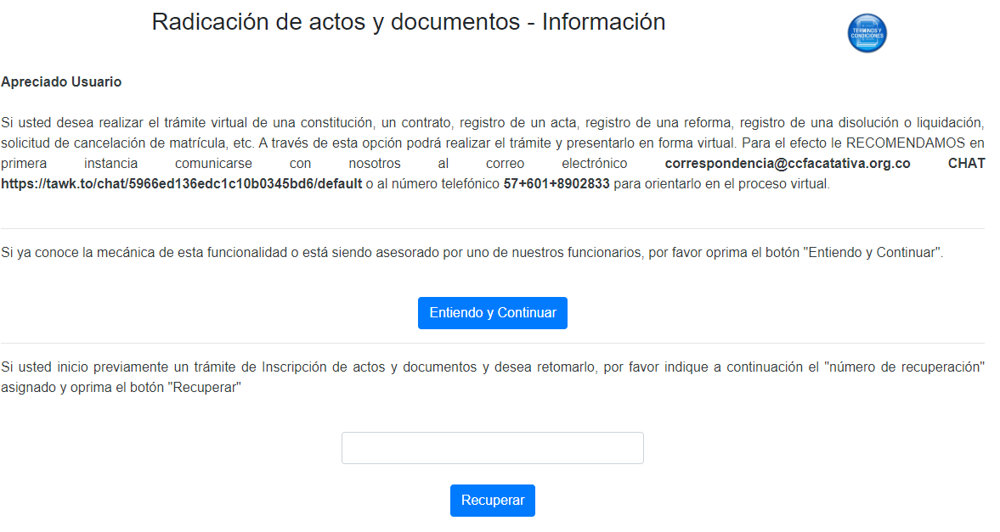 Radicación de actos y documentos - Información
TÉRMINOS Y
CONDICIONES
Apreciado Usuario
Si usted desea realizar el trámite virtual de una constitución, un contrato, registro de un acta, registro de una reforma, registro de una disolución o liquidación,
solicitud de cancelación de matrícula, etc. A través de esta opción podrá realizar el trámite y presentarlo en forma virtual. Para el efecto le RECOMENDAMOS en
primera instancia comunicarse con nosotros al correo electrónico correspondencia@ccfacatativa.org.co CHAT
https://tawk.to/chat/5966ed136edc1c10b0345bd6/default o al número telefónico 57+601+8902833 para orientarlo en el proceso virtual.
Si ya conoce la mecánica de esta funcionalidad o está siendo asesorado por uno de nuestros funcionarios, por favor oprima el botón "Entiendo y Continuar".
Entiendo y Continuar
Si usted inicio previamente un trámite de Inscripción de actos y documentos y desea retomarlo, por favor indique a continuación el "número de recuperación"
asignado y oprima el botón "Recuperar"
Recuperar